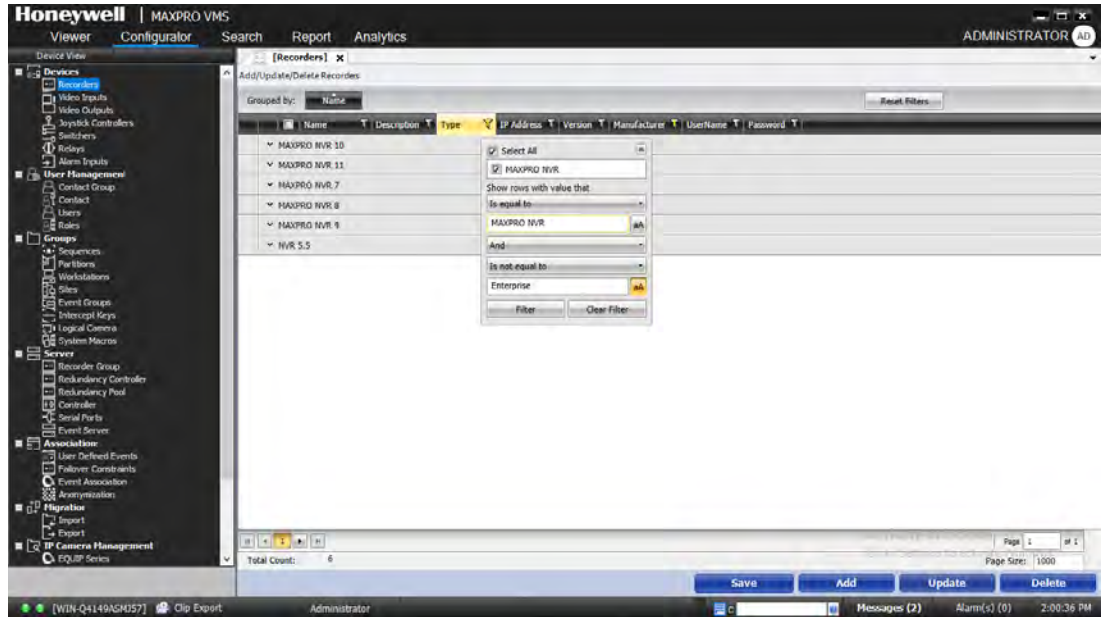 Honeywell | MAXPRO VMS
Viewer Configurator Search Report Analytics
ADMINISTRATOR AD
Device View
[Recorders] x
Add/Update/Delete Recorders
Grouped by: Name
Reset Filters
Name Description Type IP Address Version Manufacturer UserName Password
MAXPRO NVR 10
MAXPRO NVR 11
MAXPRO NVR 7
MAXPRO NVR 8
MAXPRO NVR 9
NVR 5.5
Select All
MAXPRO NVR
Show rows with value that
Is equal to
MAXPRO NVR aA
And
Is not equal to
Enterprise aA
Filter Clear Filter
Devices
Recorders
Video Inputs
Video Outputs
Joystick Controllers
Switchers
Relays
Alarm Inputs
User Management
Contact Group
Contact
Users
Roles
Groups
Sequences
Partitions
Workstations
Sites
Event Groups
Intercept Keys
Logical Camera
System Macros
Server
Recorder Group
Redundancy Controller
Redundancy Pool
Controller
Serial Ports
Event Server
Association
User Defined Events
Failover Constraints
Event Association
Anonymization
Migration
Import
Export
IP Camera Management
EQUIP Series
1
Page 1 of 1
Total Count: 6
Page Size: 1000
Save Add Update Delete
[WIN-Q4149ASMJ57] Clip Export Administrator
C
Messages (2) Alarm(s) (0) 2:00:36 PM